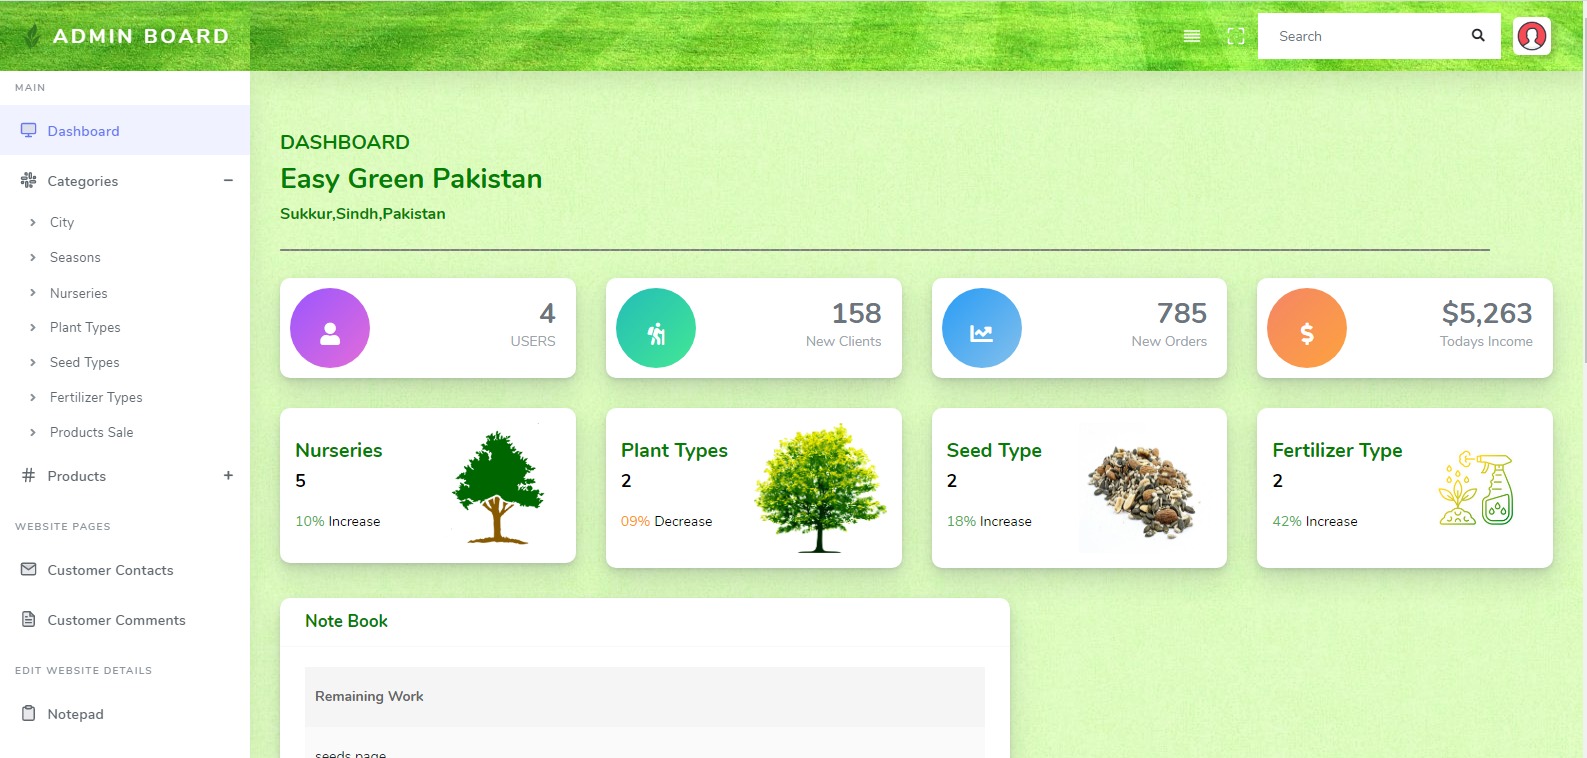 ADMIN BOARD
Search
MAIN
Dashboard
Categories
City
Seasons
Nurseries
Plant Types
Seed Types
Fertilizer Types
Products Sale
Products
WEBSITE PAGES
Customer Contacts
Customer Comments
EDIT WEBSITE DETAILS
Notepad
DASHBOARD
Easy Green Pakistan
Sukkur,Sindh,Pakistan
4
USERS
158
New Clients
785
New Orders
$5,263
Todays Income
Nurseries
5
10% Increase
Plant Types
2
09% Decrease
Seed Type
2
18% Increase
Fertilizer Type
2
42% Increase
Note Book
Remaining Work
seeds page